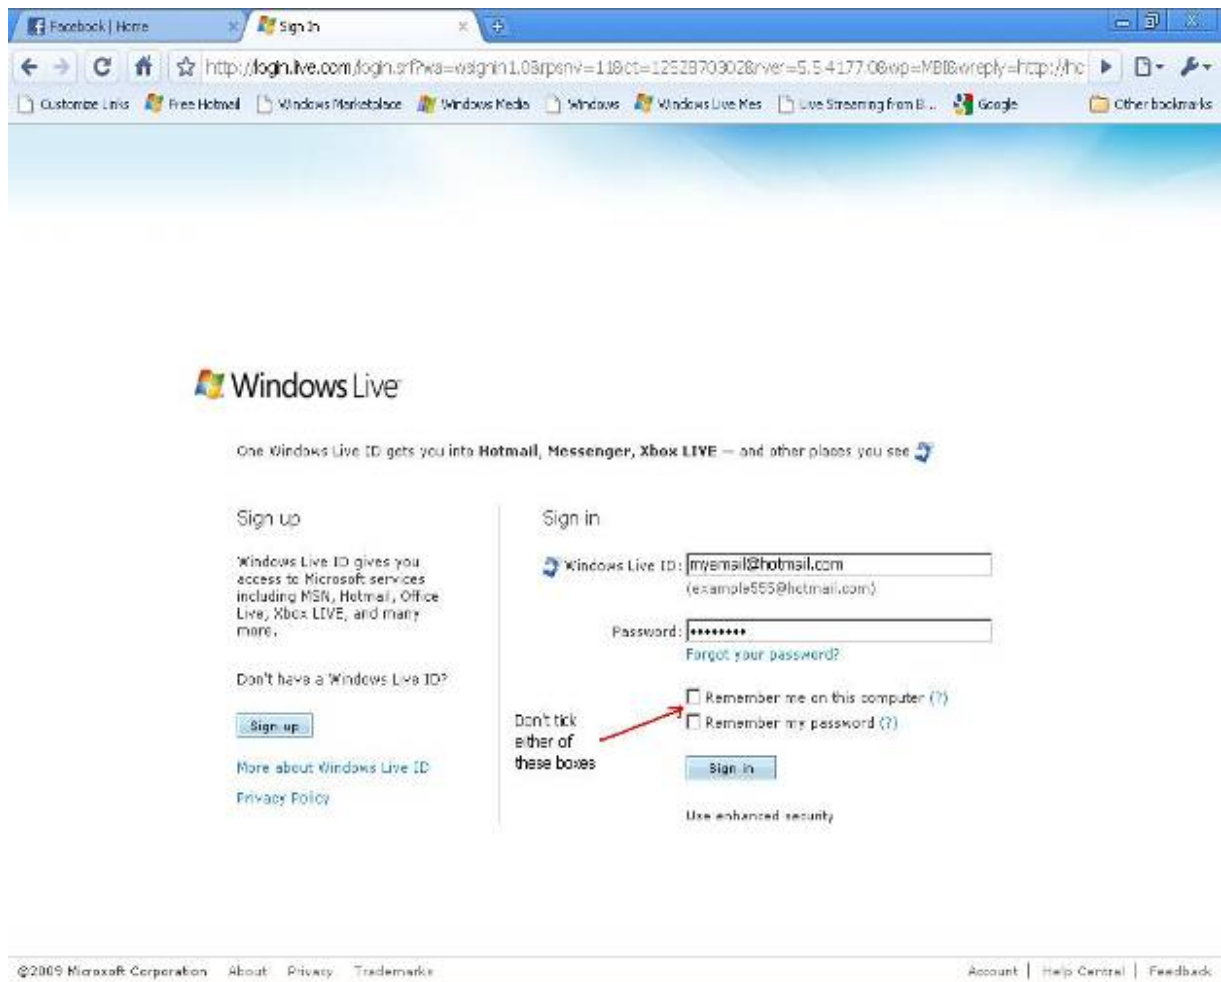 Facebook | Home
Sign In
http://login.live.com/login.srf?wa=wsignin1.0&rpsnv=11&ct=1252870302&rver=5.5.4177.0&wp=MBI&wreply=http://hc
Customize Links Free Hotmail Windows Marketplace Windows Media Windows Windows Live Mes Live Streaming from B... Google Other bookmarks
Windows Live
One Windows Live ID gets you into Hotmail, Messenger, Xbox LIVE — and other places you see
Sign up
Windows Live ID gives you
access to Microsoft services
including MSN, Hotmail, Office
Live, Xbox LIVE, and many
more.
Don't have a Windows Live ID?
Sign up
More about Windows Live ID
Privacy Policy
Sign in
Windows Live ID: myemail@hotmail.com
(example555@hotmail.com)
Password: ••••••••
Forgot your password?
Remember me on this computer (?)
Remember my password (?)
Don't tick
either of
these boxes
Sign in
Use enhanced security
©2009 Microsoft Corporation About Privacy Trademarks Account | Help Central | Feedback